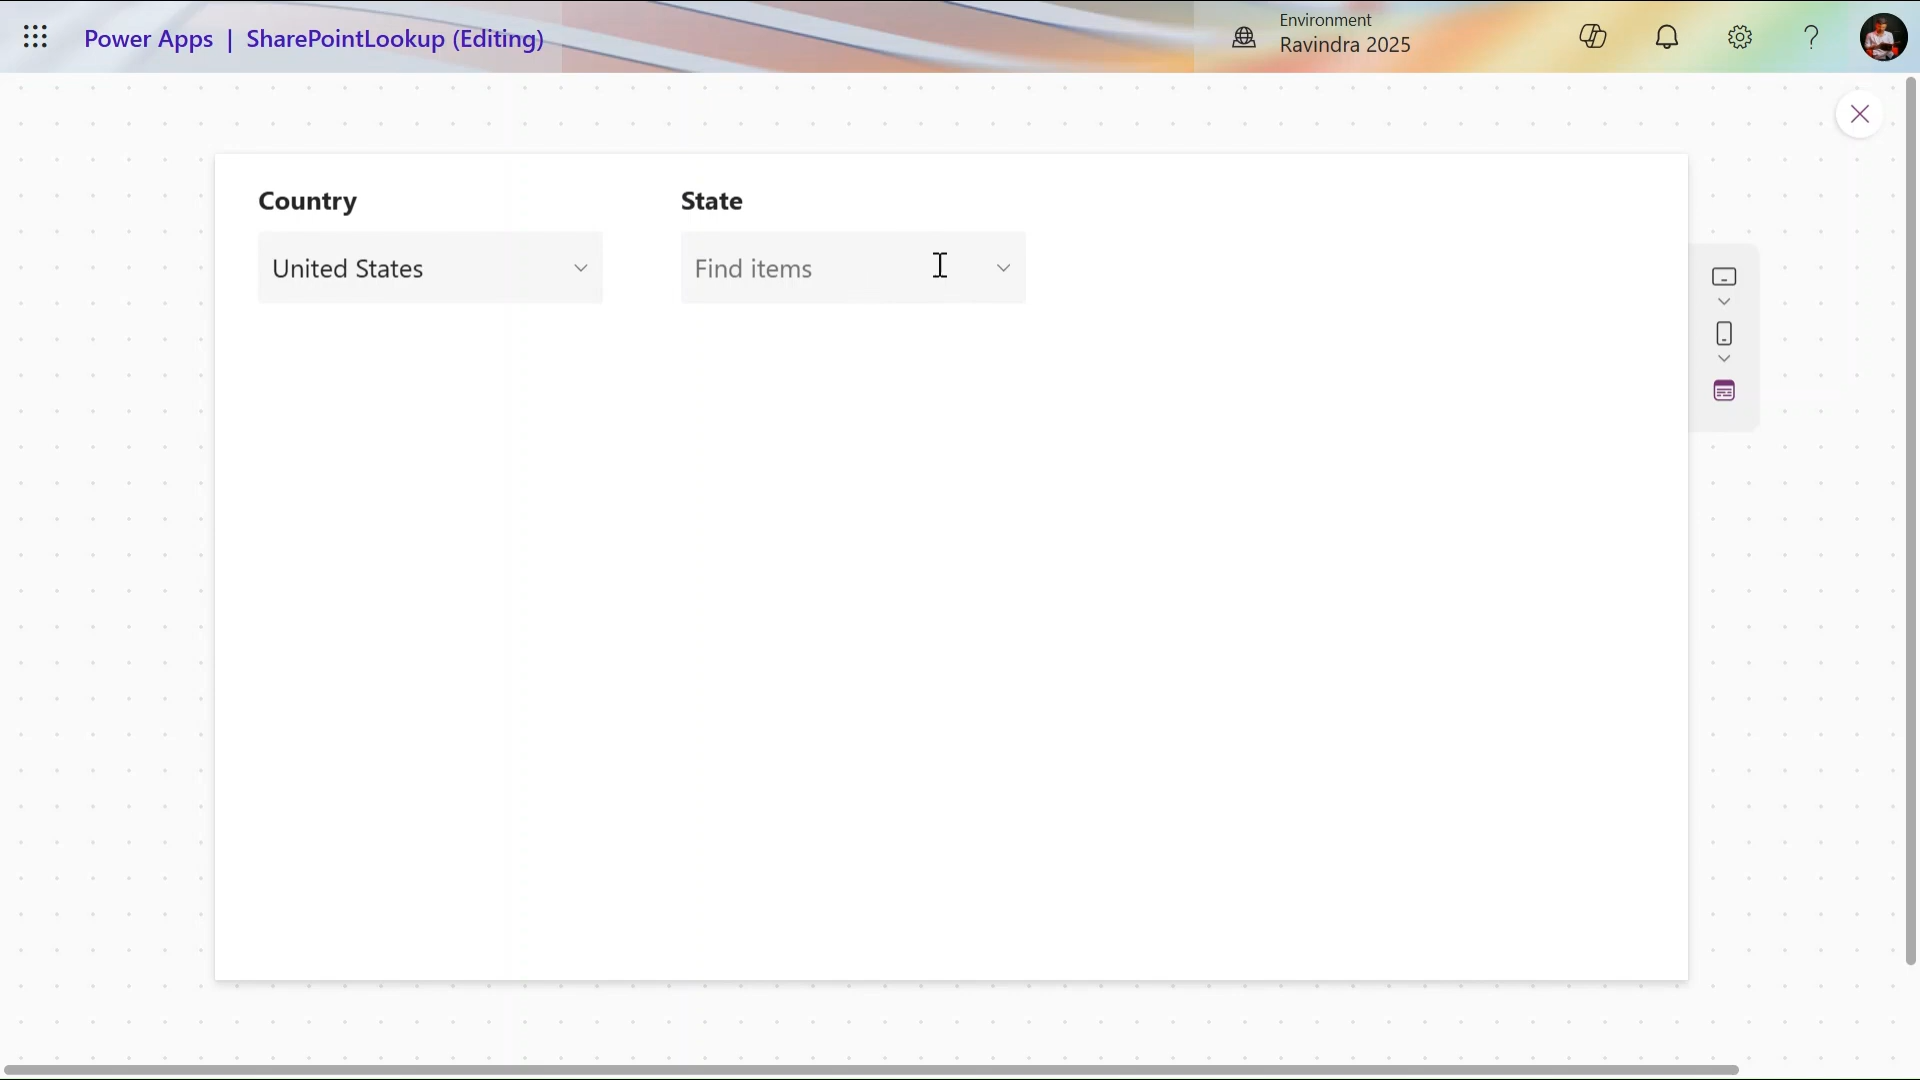 Power Apps | SharePointLookup (Editing)
Environment
Ravindra 2025
Country
State
United States
Find items